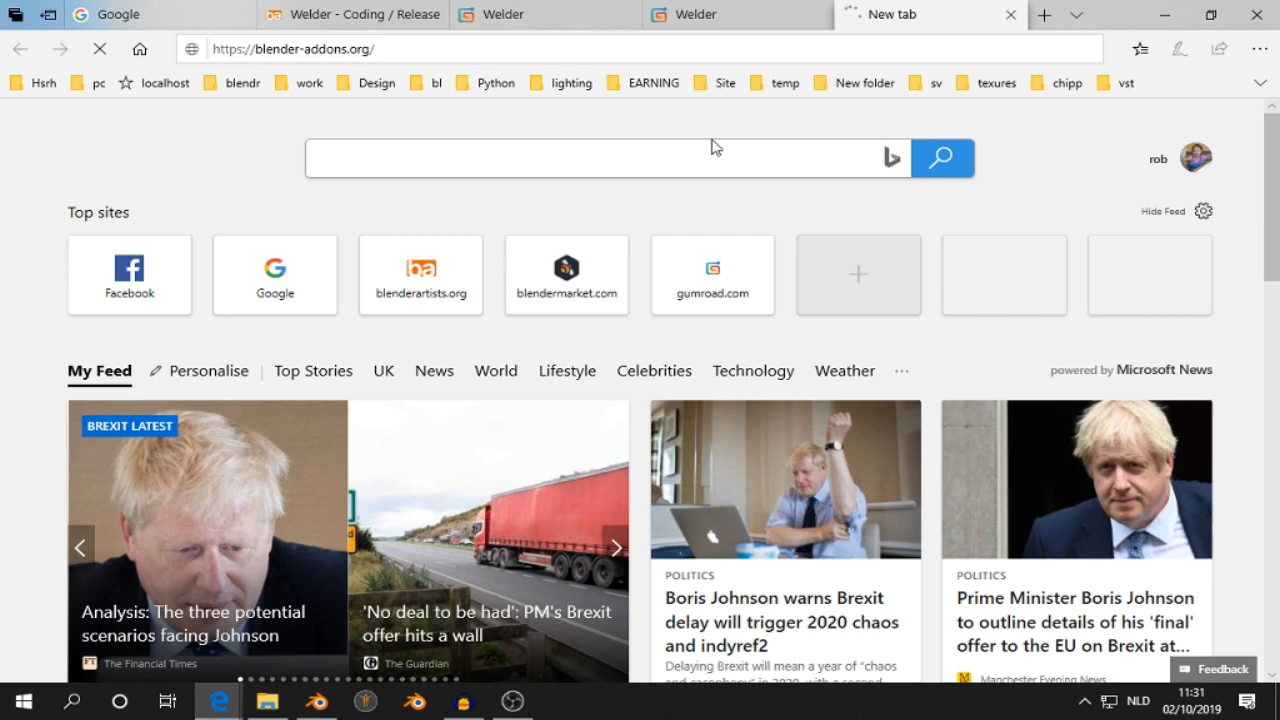 Google
Welder - Coding / Release
Welder
Welder
New tab
https://blender-addons.org/
Hsrh
pc
localhost
blendr
work
Design
bl
Python
lighting
EARNING
Site
temp
New folder
sv
texures
chipp
vst
rob
Top sites
Hide Feed
Facebook
Google
ba
blenderartists.org
blendermarket.com
gumroad.com
My Feed
Personalise
Top Stories
UK
News
World
Lifestyle
Celebrities
Technology
Weather
powered by Microsoft News
BREXIT LATEST
Analysis: The three potential
scenarios facing Johnson
FT
The Financial Times
'No deal to be had': PM's Brexit
offer hits a wall
The Guardian
POLITICS
Boris Johnson warns Brexit
delay will trigger 2020 chaos
and indyref2
Delaying Brexit will mean a year of "chaos
POLITICS
Prime Minister Boris Johnson
to outline details of his 'final'
offer to the EU on Brexit at...
Manchester Evening News
Feedback
NLD
11:31
02/10/2019